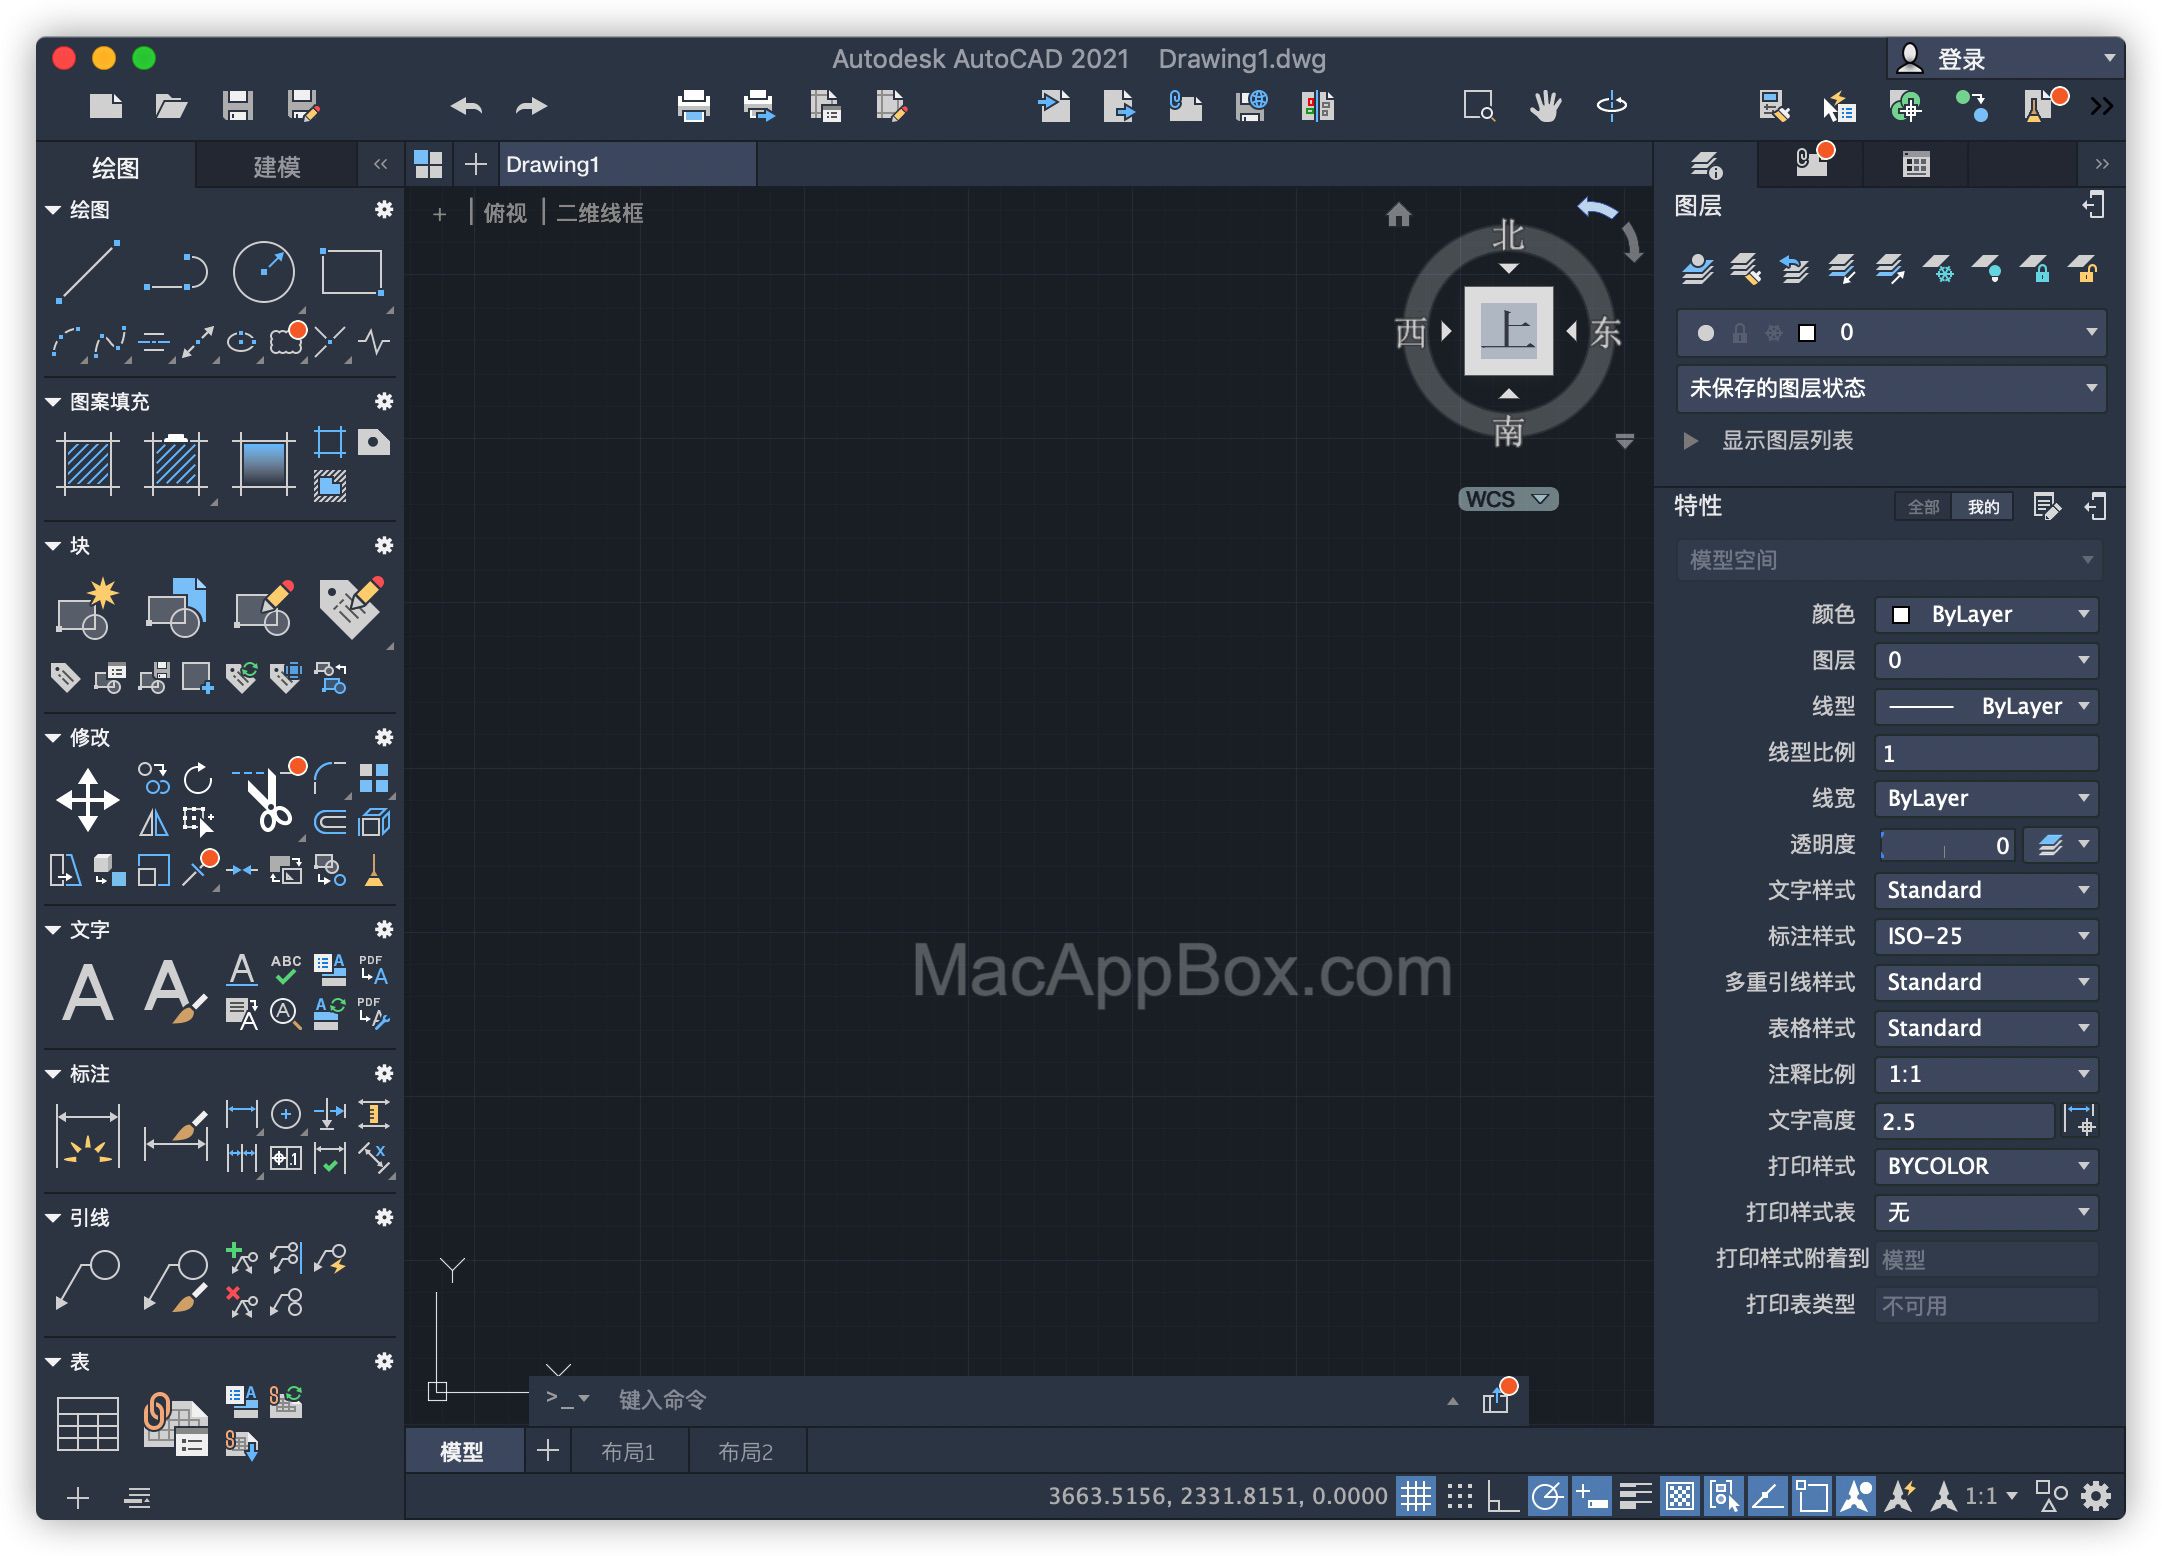 Autodesk AutoCAD 2021 Drawing1.dwg
登录
绘图 建模
Drawing1
绘图
俯视 二维线框
北
西 上 东
南
WCS
图案填充
块
修改
文字
ABC A PDF A
A A A PDF
标注
.1 x
引线
表
A
图层
0
未保存的图层状态
显示图层列表
特性 全部 我的
模型空间
颜色 ByLayer
图层 0
线型 ByLayer
线型比例 1
线宽 ByLayer
透明度 0
文字样式 Standard
标注样式 ISO-25
多重引线样式 Standard
表格样式 Standard
注释比例 1:1
文字高度 2.5
打印样式 BYCOLOR
打印样式表 无
打印样式附着到 模型
打印表类型 不可用
MacAppBox.com
Y
>_ 键入命令
模型 布局1 布局2
3663.5156, 2331.8151, 0.0000 1:1